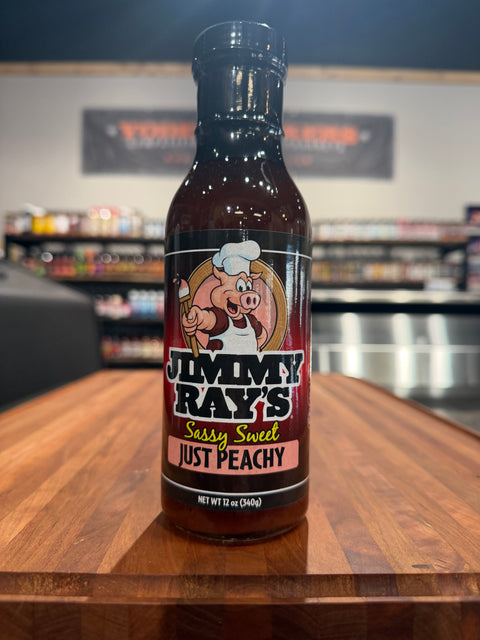 JIMMY
RAY'S
Sassy Sweet
JUST PEACHY
NET WT 12 oz (340g)